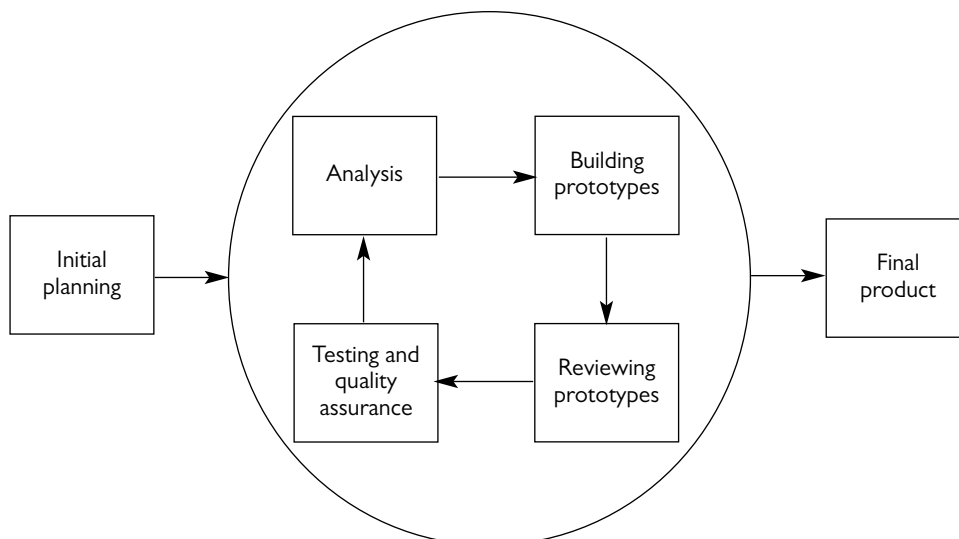 Analysis
Building
prototypes
Initial
planning
Final
product
Testing and
quality
assurance
Reviewing
prototypes